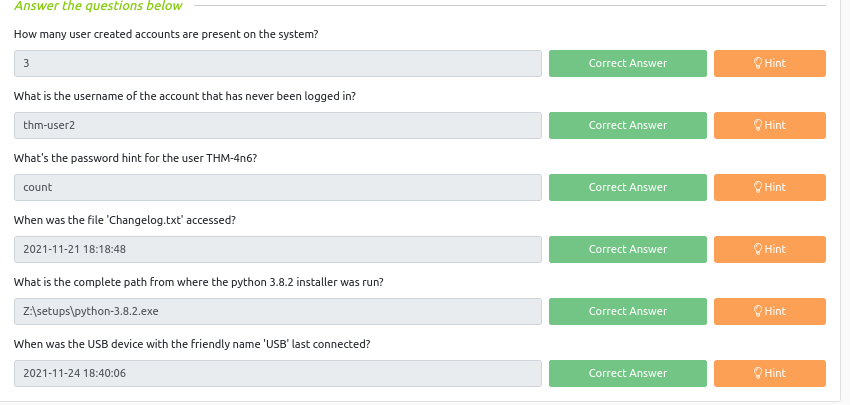 Answer the questions below
How many user created accounts are present on the system?
3 Correct Answer Hint
What is the username of the account that has never been logged in?
thm-user2 Correct Answer Hint
What's the password hint for the user THM-4n6?
count Correct Answer Hint
When was the file 'Changelog.txt' accessed?
2021-11-21 18:18:48 Correct Answer Hint
What is the complete path from where the python 3.8.2 installer was run?
Z:\setups\python-3.8.2.exe Correct Answer Hint
When was the USB device with the friendly name 'USB' last connected?
2021-11-24 18:40:06 Correct Answer Hint